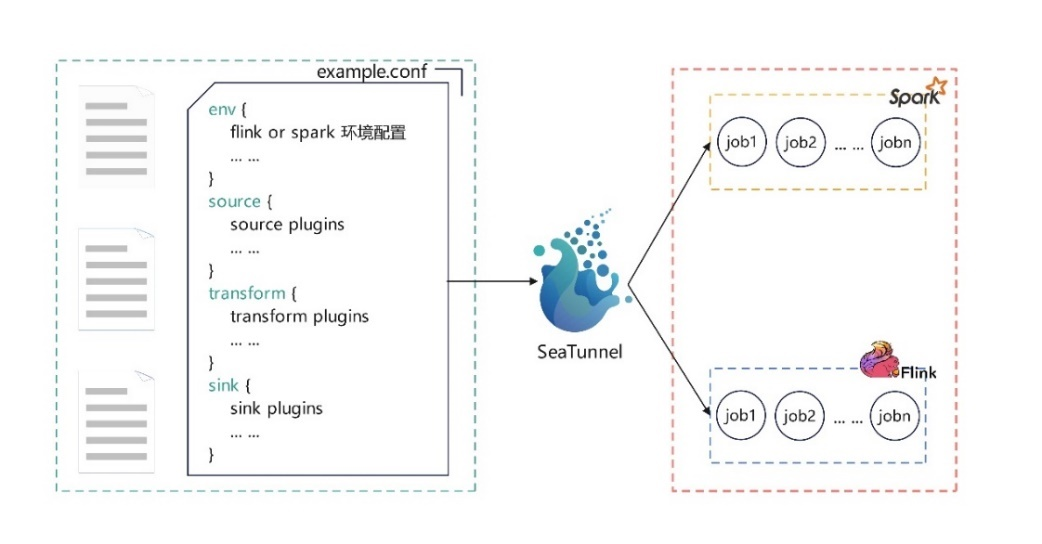 example.conf
env {
flink or spark 环境配置
... ...
}
source {
source plugins
... ...
}
transform {
transform plugins
... ...
}
sink {
sink plugins
... ...
}
SeaTunnel
Spark
job1 job2 ... ... jobn
Flink
job1 job2 ... ... jobn